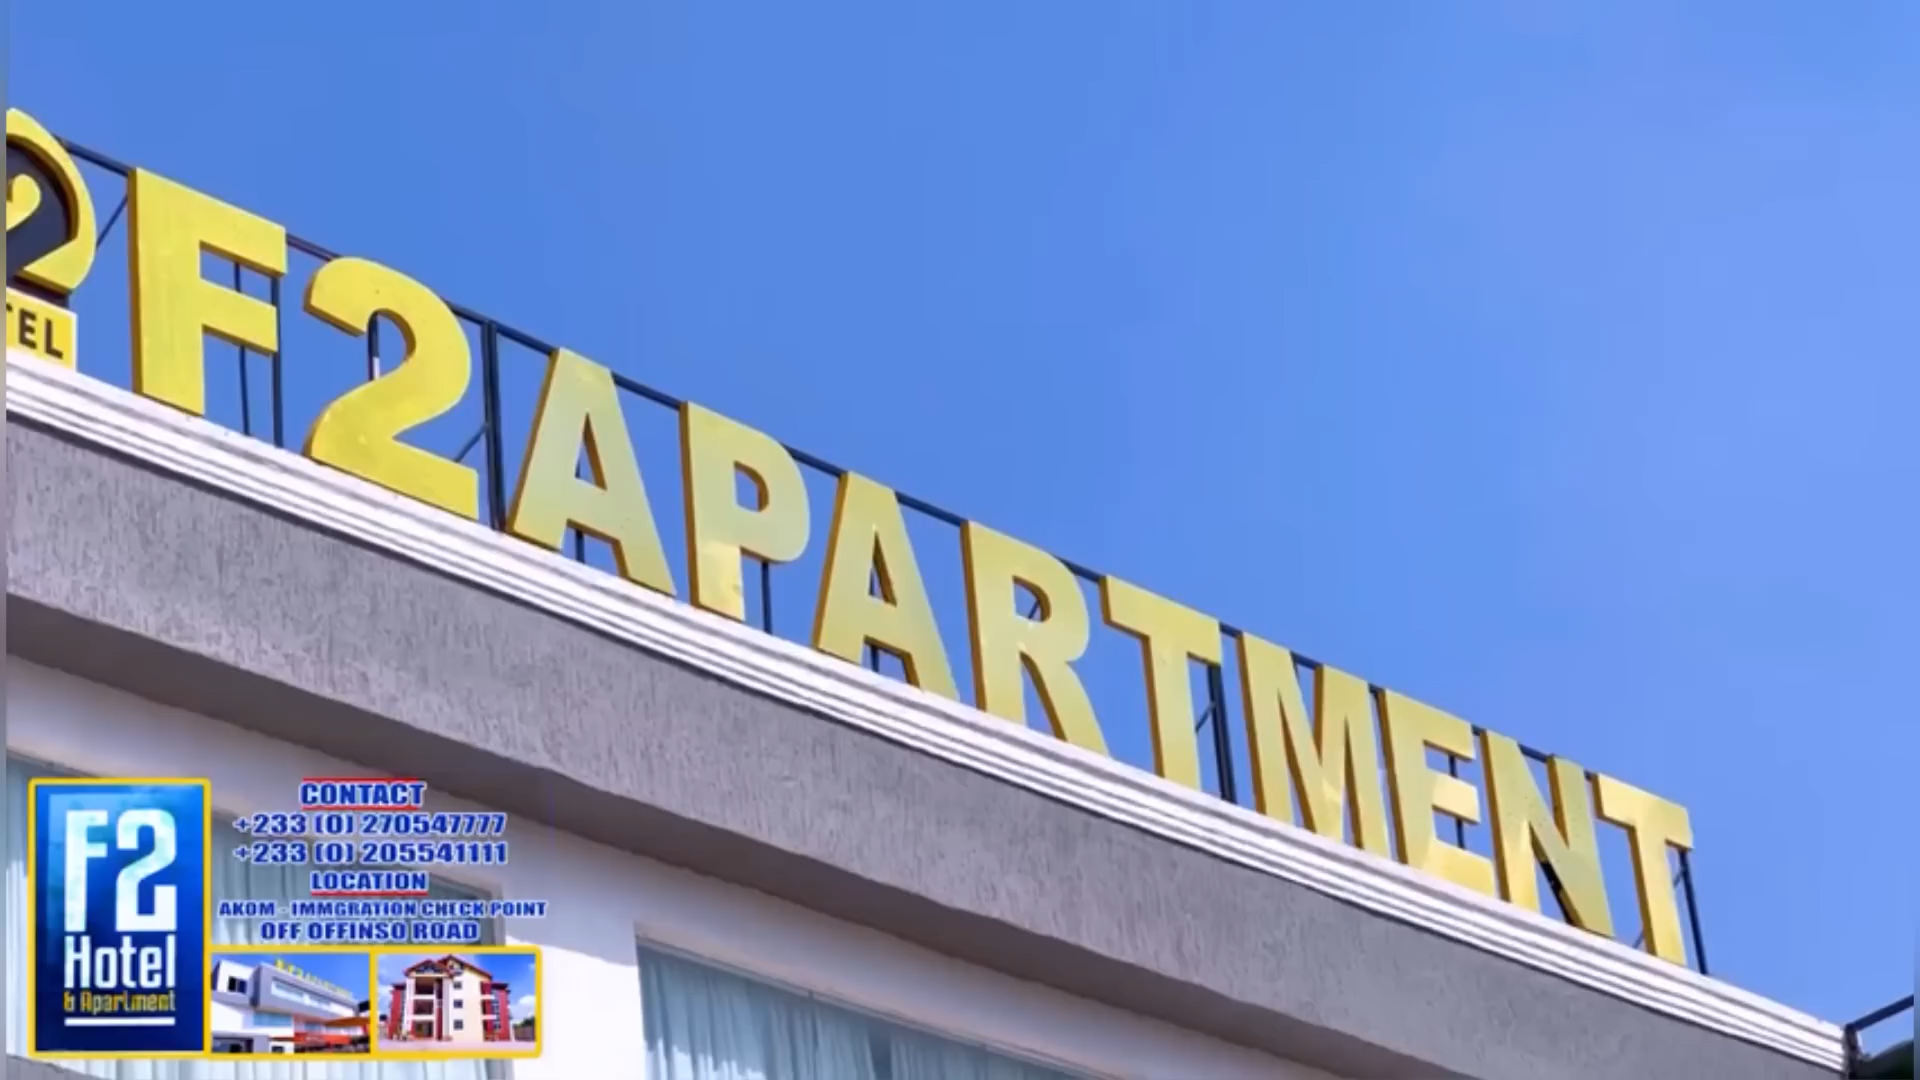 TEL
F2 APARTMENT
F2
Hotel
& Apartment
CONTACT
+233 (0) 270547777
+233 (0) 205541111
LOCATION
AKOM - IMMGRATION CHECK POINT
OFF OFFINSO ROAD